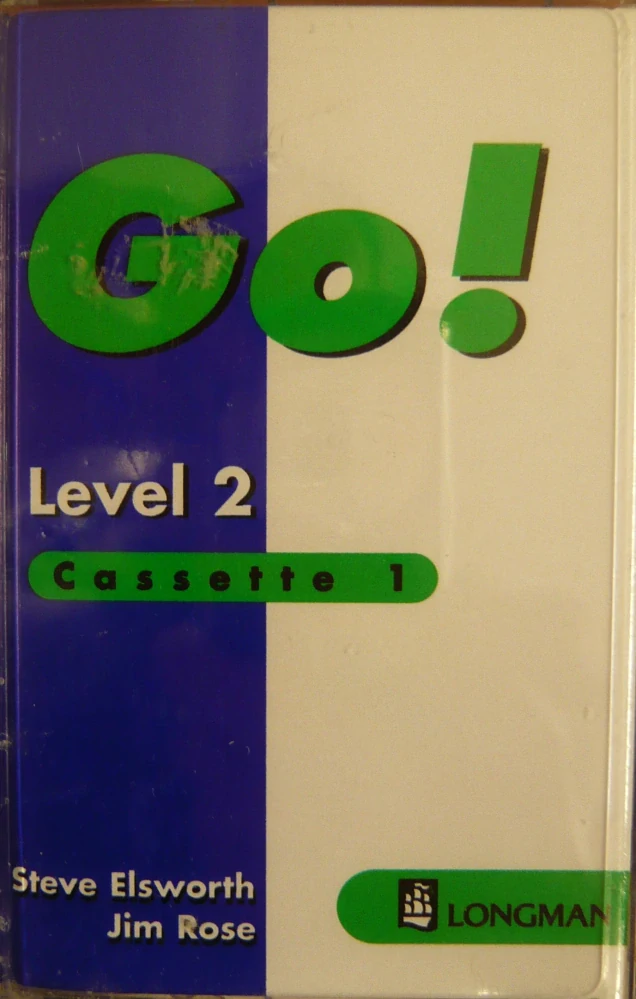 Go!
Level 2
Cassette 1
Steve Elsworth
Jim Rose
LONGMAN